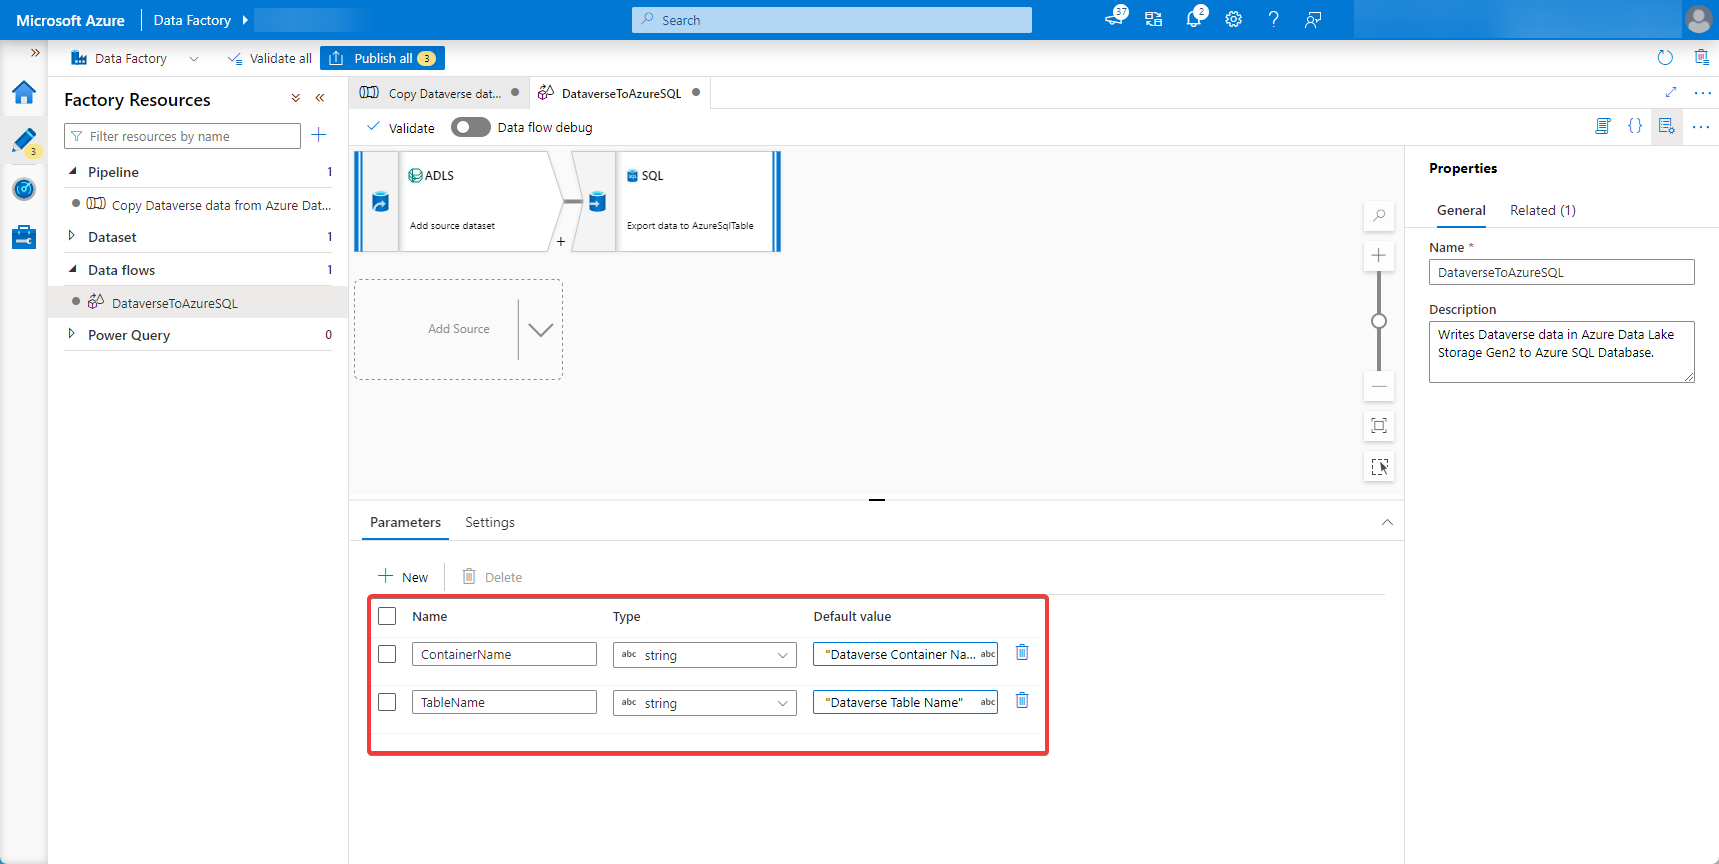 Microsoft Azure
Data Factory
Search
37
2
Data Factory
Validate all
Publish all
3
3
Factory Resources
Filter resources by name
Pipeline 1
Copy Dataverse data from Azure Dat...
Dataset 1
Data flows 1
DataverseToAzureSQL
Power Query 0
Copy Dataverse dat...
DataverseToAzureSQL
Validate
Data flow debug
ADLS
Add source dataset
SQL
Export data to AzureSqlTable
Add Source
Properties
General
Related (1)
Name *
DataverseToAzureSQL
Description
Writes Dataverse data in Azure Data Lake
Storage Gen2 to Azure SQL Database.
Parameters
Settings
New
Delete
Name Type Default value
ContainerName abc string "Dataverse Container Na... abc
TableName abc string "Dataverse Table Name" abc